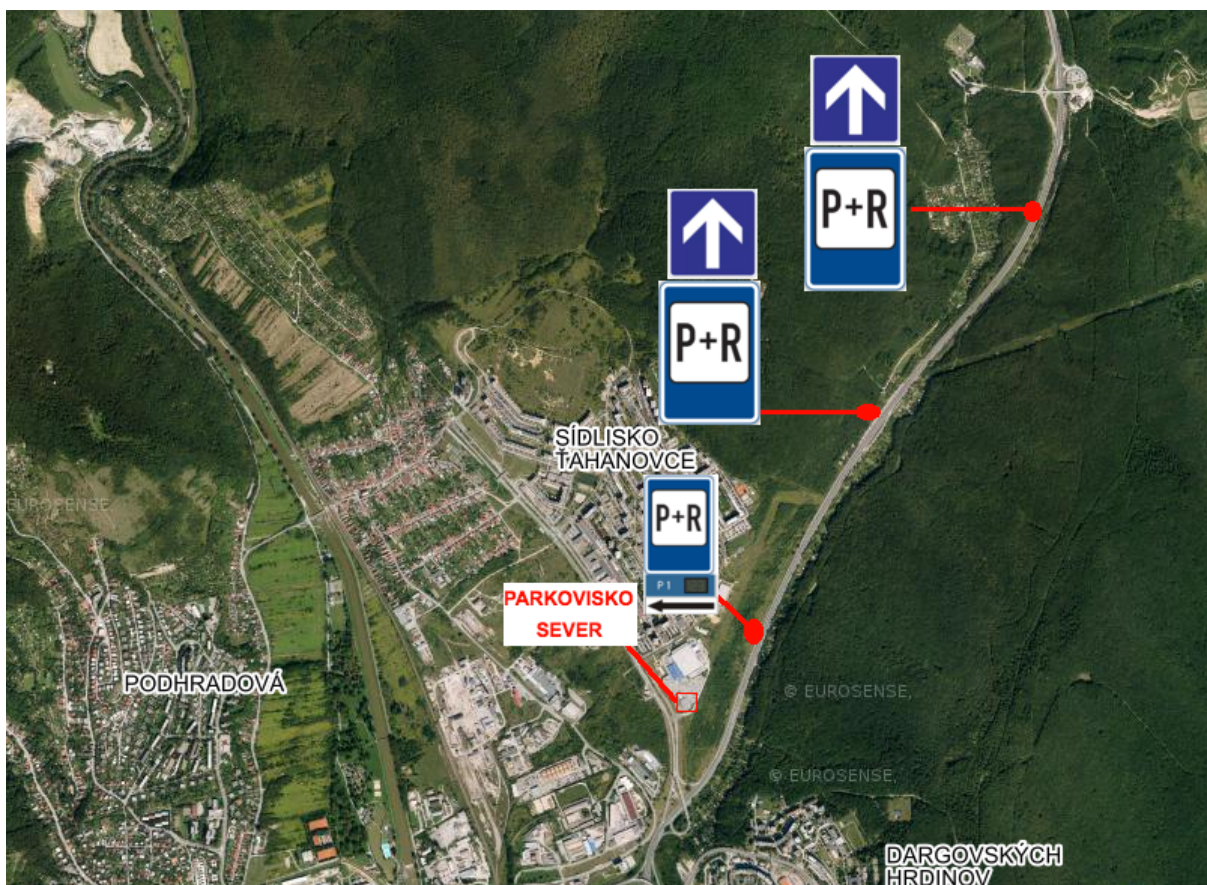 P+R
P+R
SÍDLISKO
ŤAHANOVCE
EUROSENSE
P+R
P1
PARKOVISKO
SEVER
PODHRADOVÁ
© EUROSENSE,
© EUROSENSE,
DARGOVSKÝCH
HRDINOV